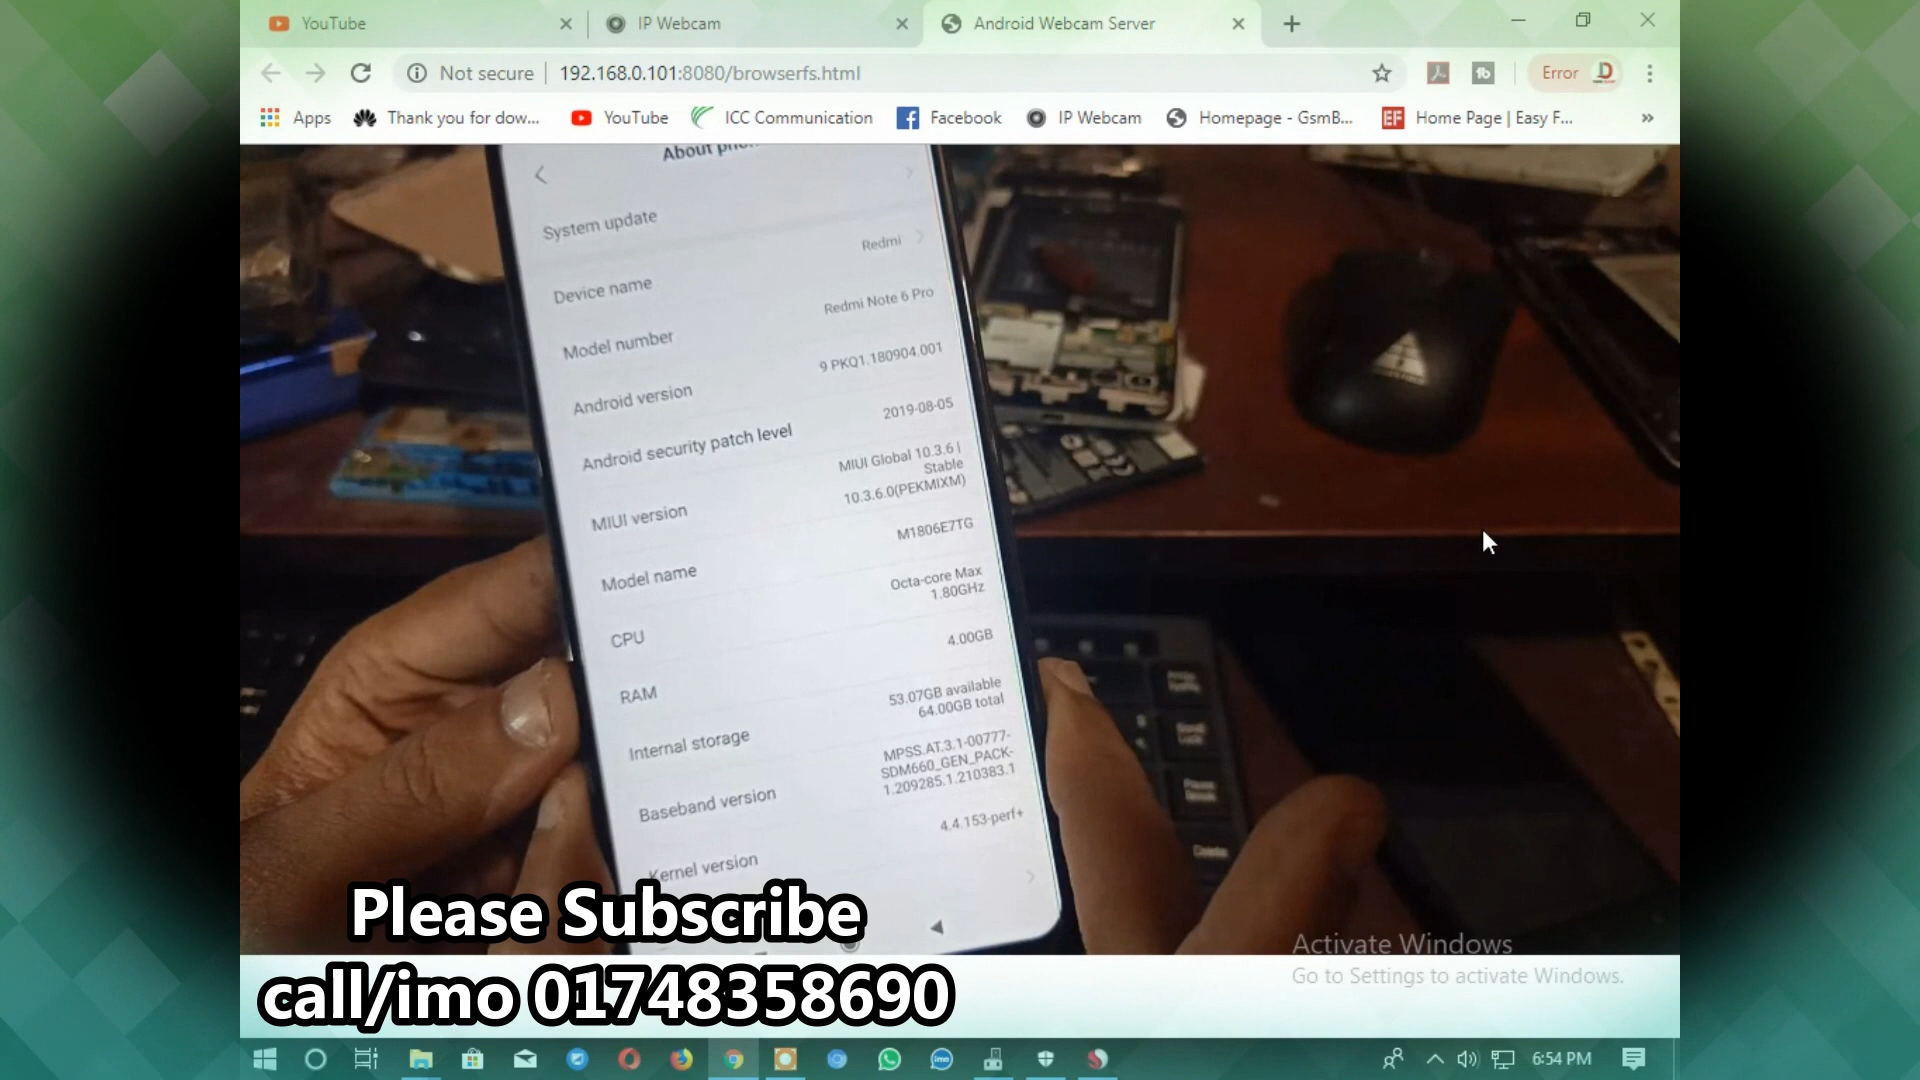 YouTube
IP Webcam
Android Webcam Server
Not secure
192.168.0.101:8080/browserfs.html
Error
Apps
Thank you for dow...
YouTube
ICC Communication
Facebook
IP Webcam
Homepage - GsmB...
EF
Home Page | Easy F...
System update
Device name
Redmi
Model number
Redmi Note 6 Pro
Android version
9 PKQ1.180904.001
Android security patch level
2019-08-05
MIUI version
MIUI Global 10.3.6 |
Stable
10.3.6.0(PEKMIXM)
Model name
M1806E7TG
CPU
Octa-core Max
1.80GHz
RAM
4.00GB
Internal storage
53.07GB available
64.00GB total
Baseband version
MPSS.AT.3.1-00777-
SDM660_GEN_PACK-
1.209285.1.210383.1
Kernel version
4.4.153-perf+
Please Subscribe
call/imo 01748358690
Activate Windows
Go to Settings to activate Windows.
imo
6:54 PM